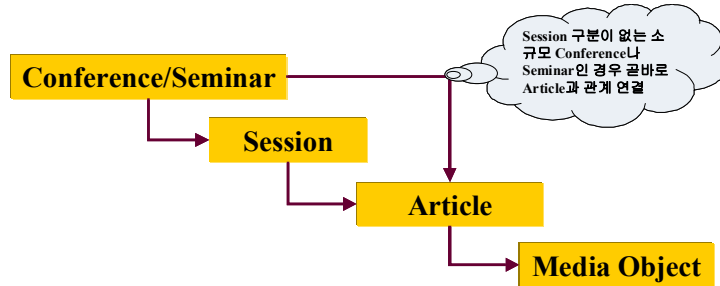 Session 구분이 없는 소
규모 Conference나
Seminar인 경우 곧바로
Article과 관계 연결
Conference/Seminar
Session
Article
Media Object